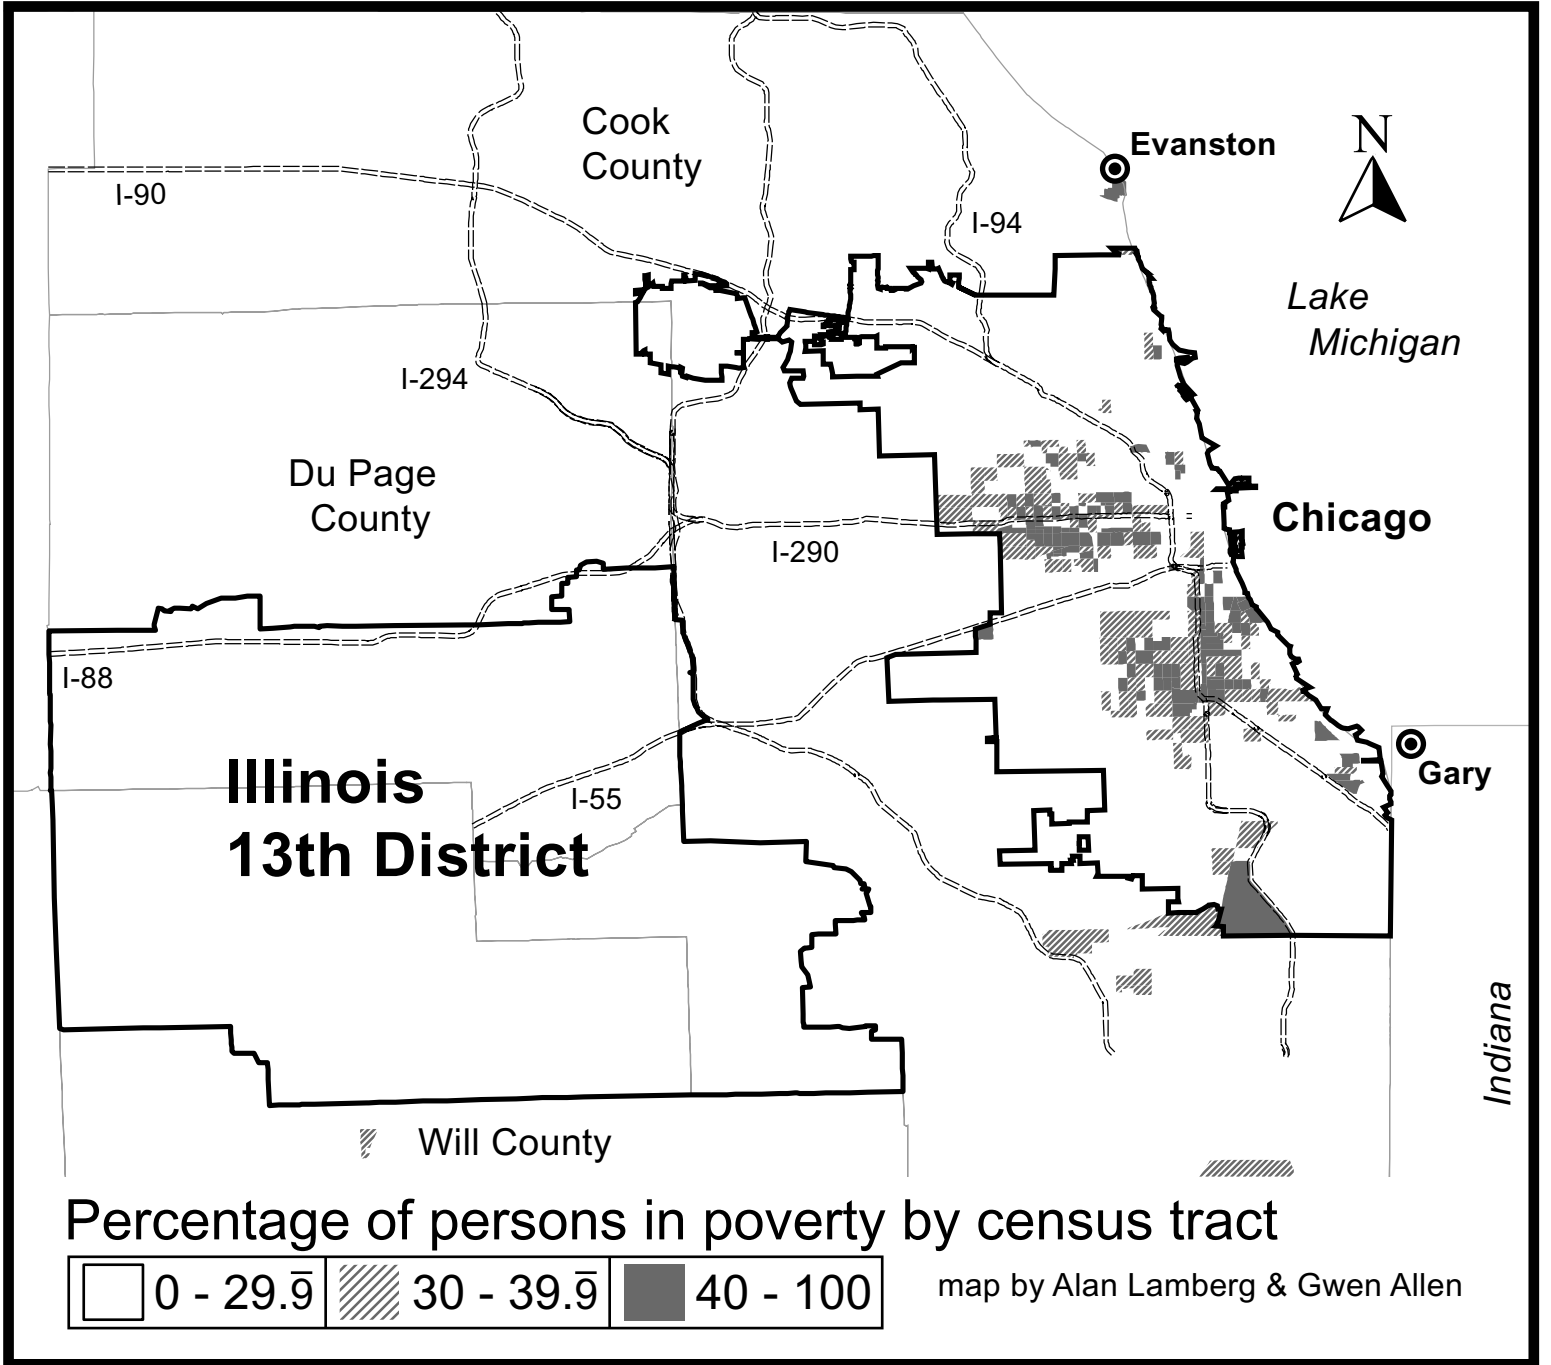 Cook
County
Evanston
N
I-90
I-94
Lake
Michigan
I-294
Du Page
County
Chicago
I-290
I-88
Illinois
13th District
I-55
Gary
Indiana
Will County
Percentage of persons in poverty by census tract
0 - 29.9̅
30 - 39.9̅
40 - 100
map by Alan Lamberg & Gwen Allen